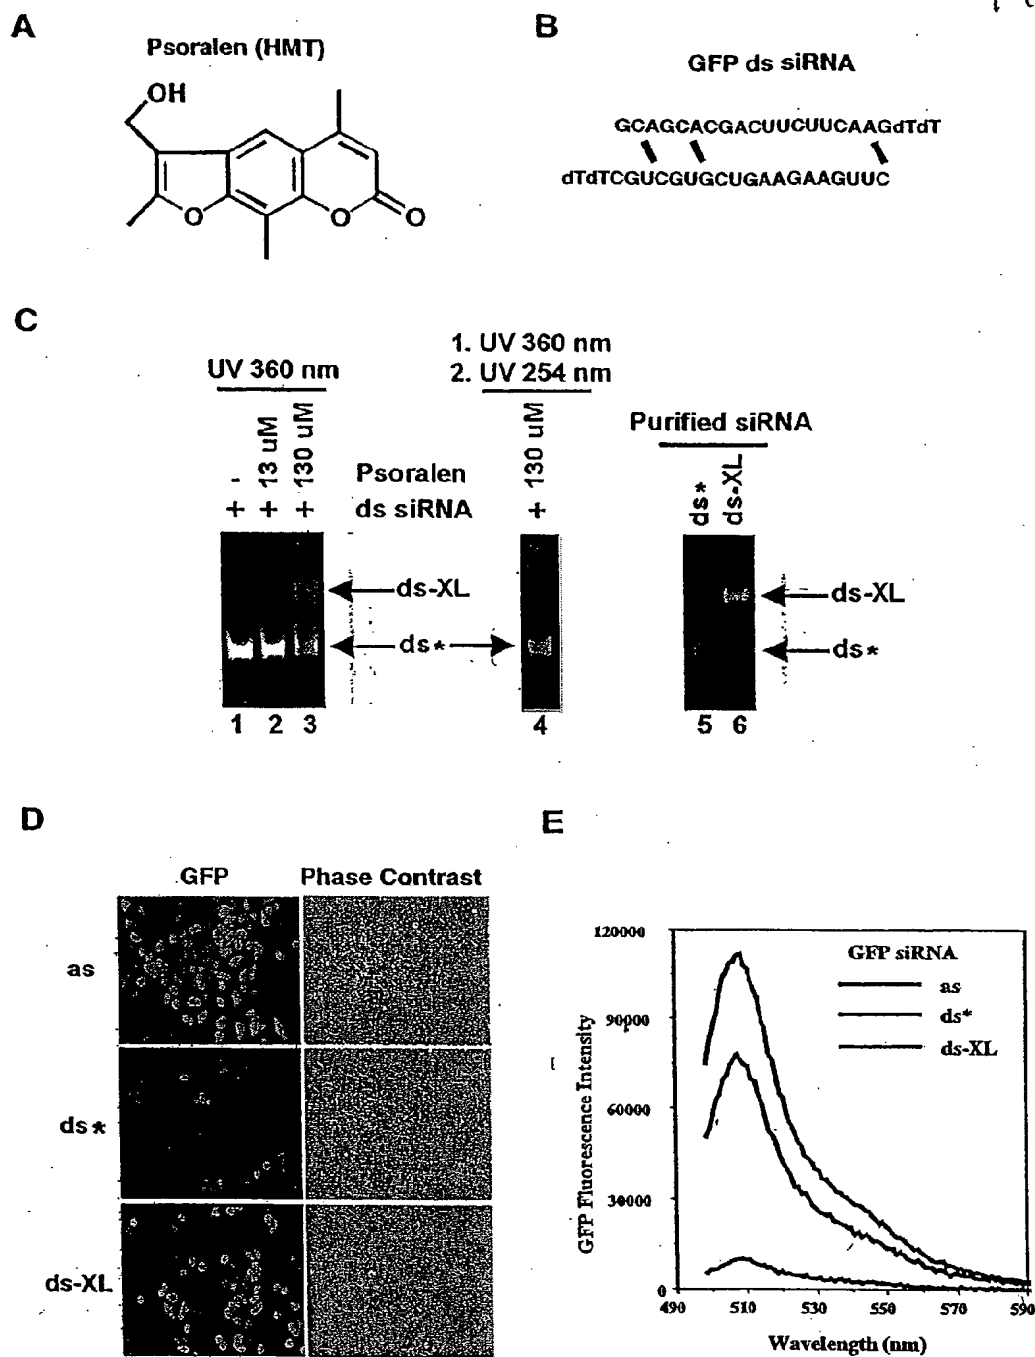 A
Psoralen (HMT)
OH
O
O
O
B
GFP ds siRNA
GCAGCACGACUUCUUCAAGdTdT
dTdTCGUCGUGCUGAAGAAGUUC
C
UV 360 nm
1. UV 360 nm
2. UV 254 nm
Purified siRNA
- 13 uM 130 uM Psoralen 130 uM
+ + + ds siRNA +
ds* ds-XL
ds-XL
ds*
ds-XL
ds*
1 2 3 4 5 6
D
GFP Phase Contrast
as
ds*
ds-XL
E
GFP siRNA
as
ds*
ds-XL
GFP Fluorescence Intensity
120000
90000
60000
30000
0
490 510 530 550 570 590
Wavelength (nm)